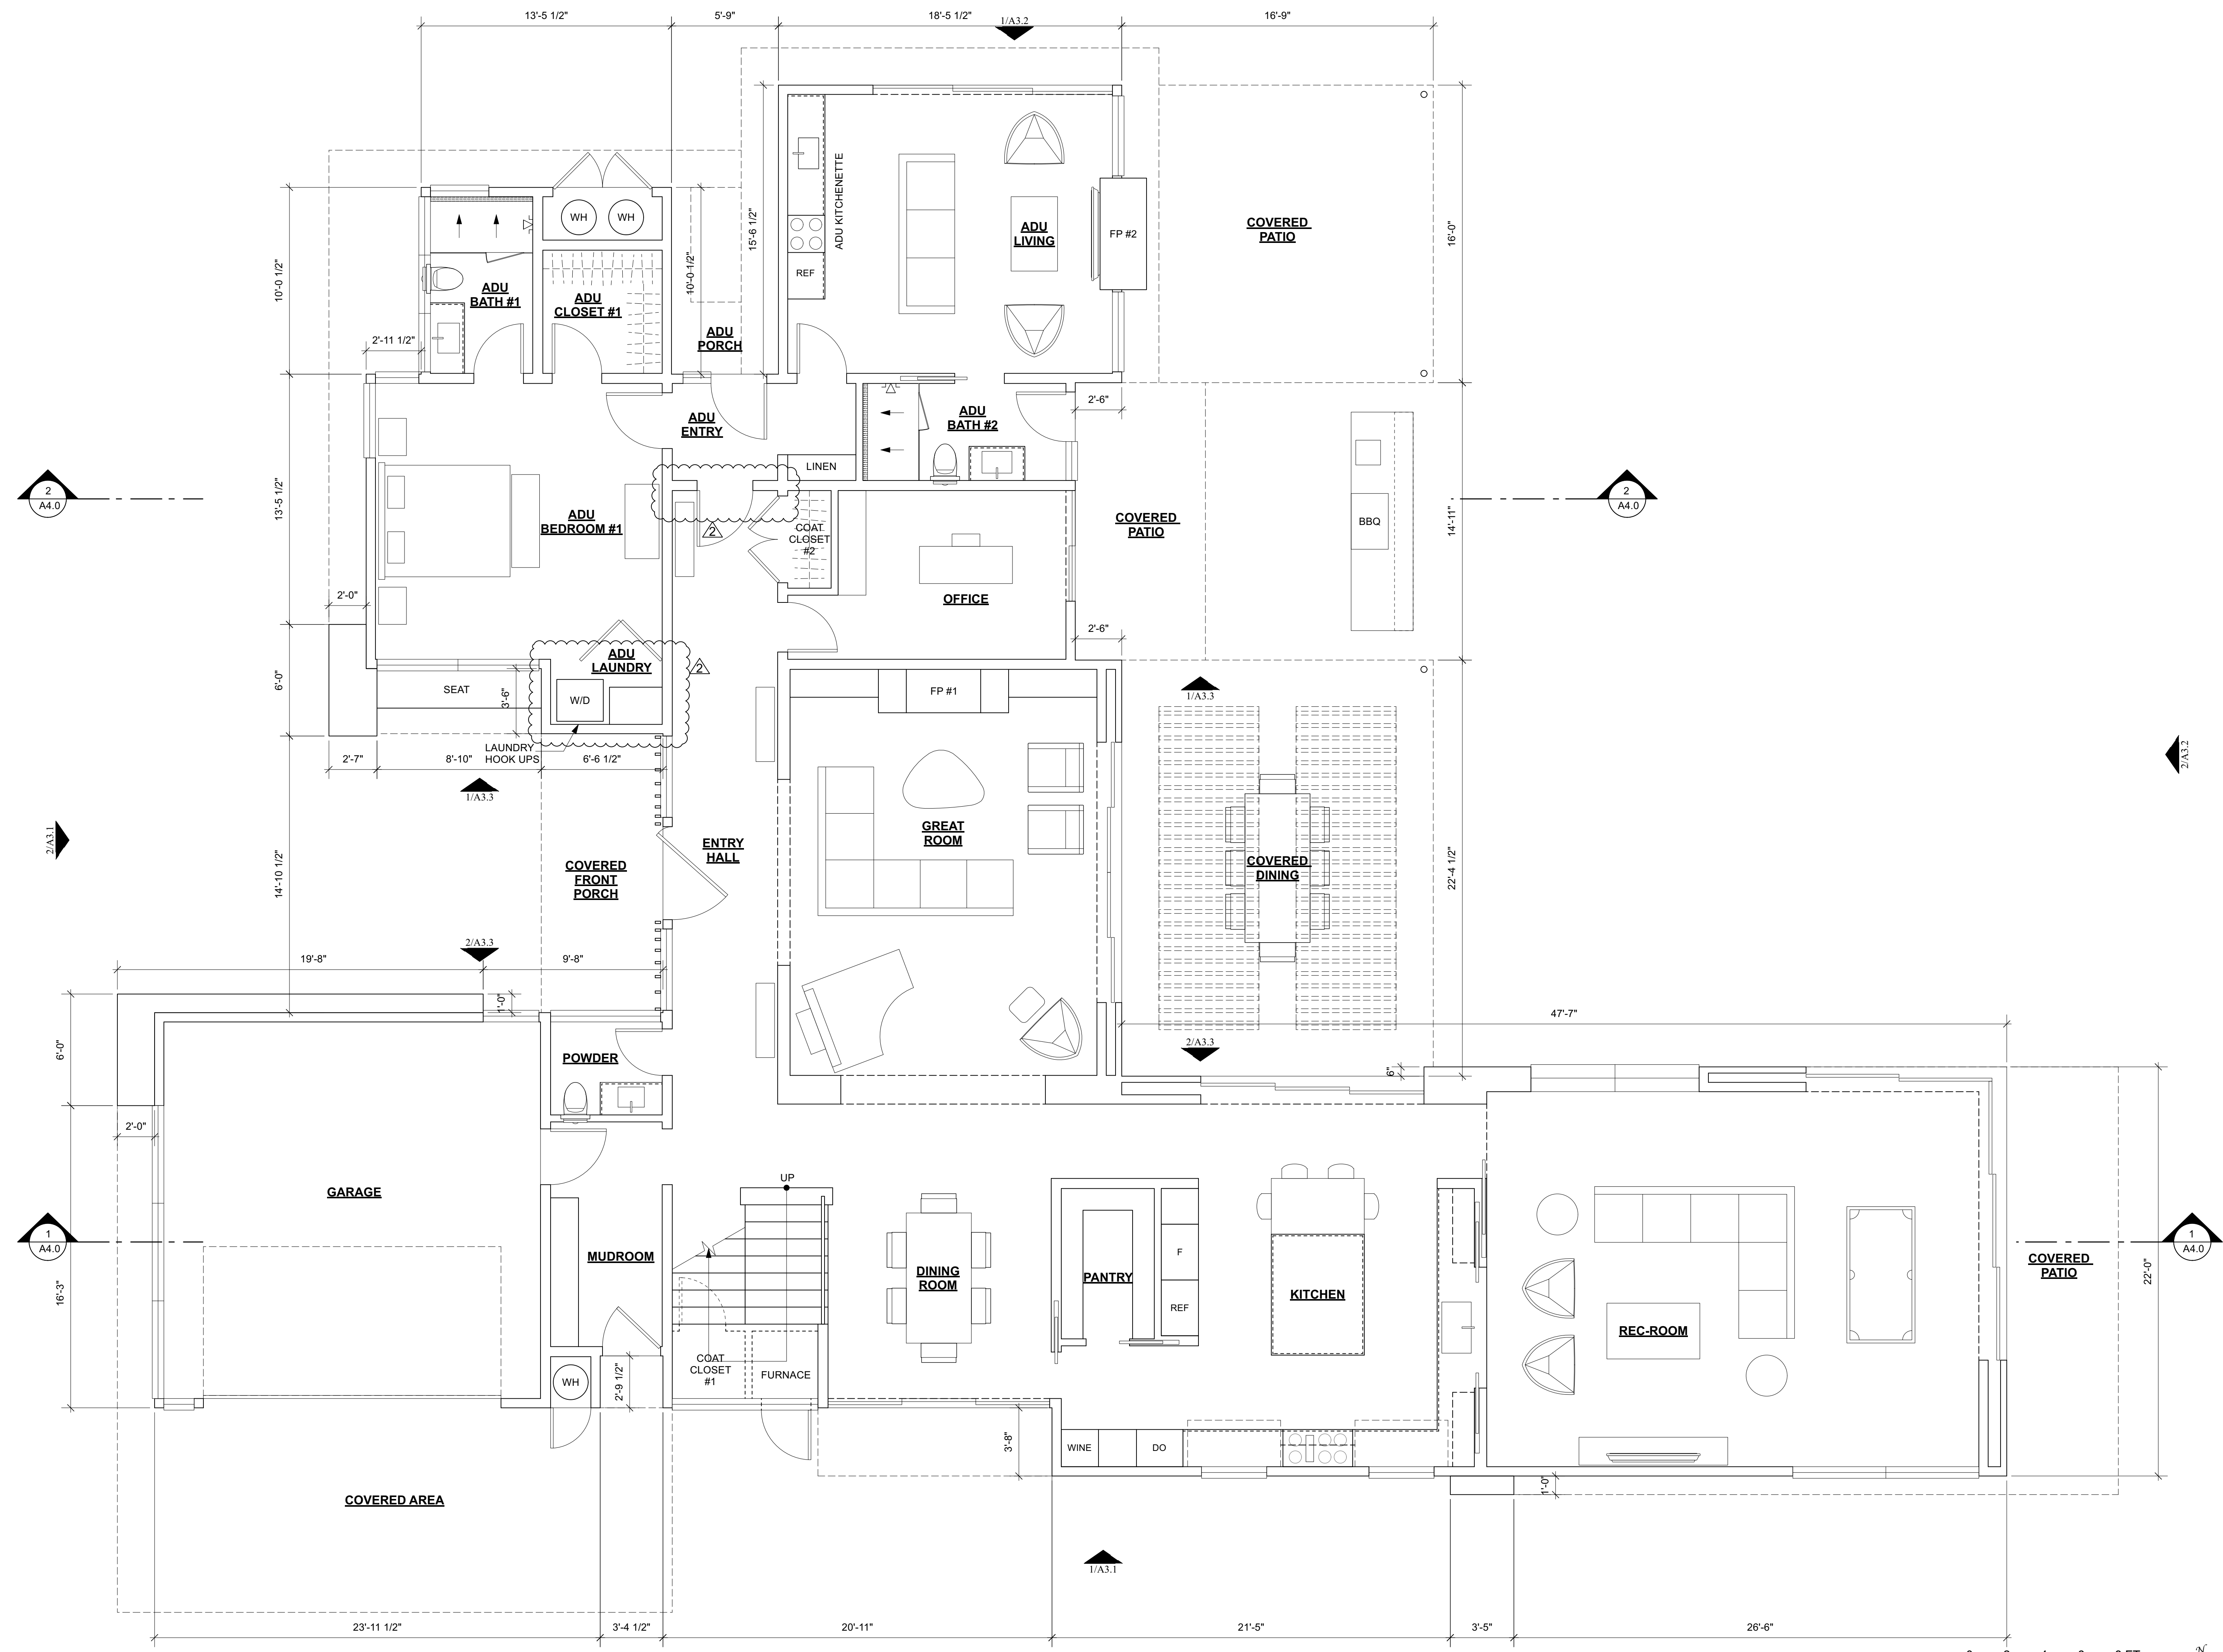 13'-5 1/2"
5'-9"
18'-5 1/2"
16'-9"
1/A3.2
WH
WH
ADU KITCHENETTE
REF
ADU
LIVING
FP #2
COVERED
PATIO
16'-0"
15'-6 1/2"
10'-0 1/2"
10'-0 1/2"
ADU
BATH #1
ADU
CLOSET #1
ADU
PORCH
2'-11 1/2"
2'-6"
ADU
ENTRY
ADU
BATH #2
LINEN
2
A4.0
13'-5 1/2"
ADU
BEDROOM #1
2
COAT
CLOSET
#2
COVERED
PATIO
BBQ
14'-11"
2
A4.0
2'-0"
OFFICE
2'-6"
6'-0"
ADU
LAUNDRY
2
SEAT
3'-6"
W/D
FP #1
1/A3.3
LAUNDRY
HOOK UPS
2'-7"
8'-10"
6'-6 1/2"
1/A3.3
2/A3.2
2/A3.1
14'-10 1/2"
GREAT
ROOM
ENTRY
HALL
COVERED
FRONT
PORCH
COVERED
DINING
22'-4 1/2"
2/A3.3
19'-8"
9'-8"
1'-0"
47'-7"
6'-0"
POWDER
2/A3.3
6"
2'-0"
GARAGE
UP
1
A4.0
16'-3"
MUDROOM
DINING
ROOM
PANTRY
F
REF
KITCHEN
REC-ROOM
COVERED
PATIO
22'-0"
1
A4.0
WH
2'-9 1/2"
COAT
CLOSET
#1
FURNACE
3'-8"
WINE
DO
1'-0"
COVERED AREA
1/A3.1
23'-11 1/2"
3'-4 1/2"
20'-11"
21'-5"
3'-5"
26'-6"